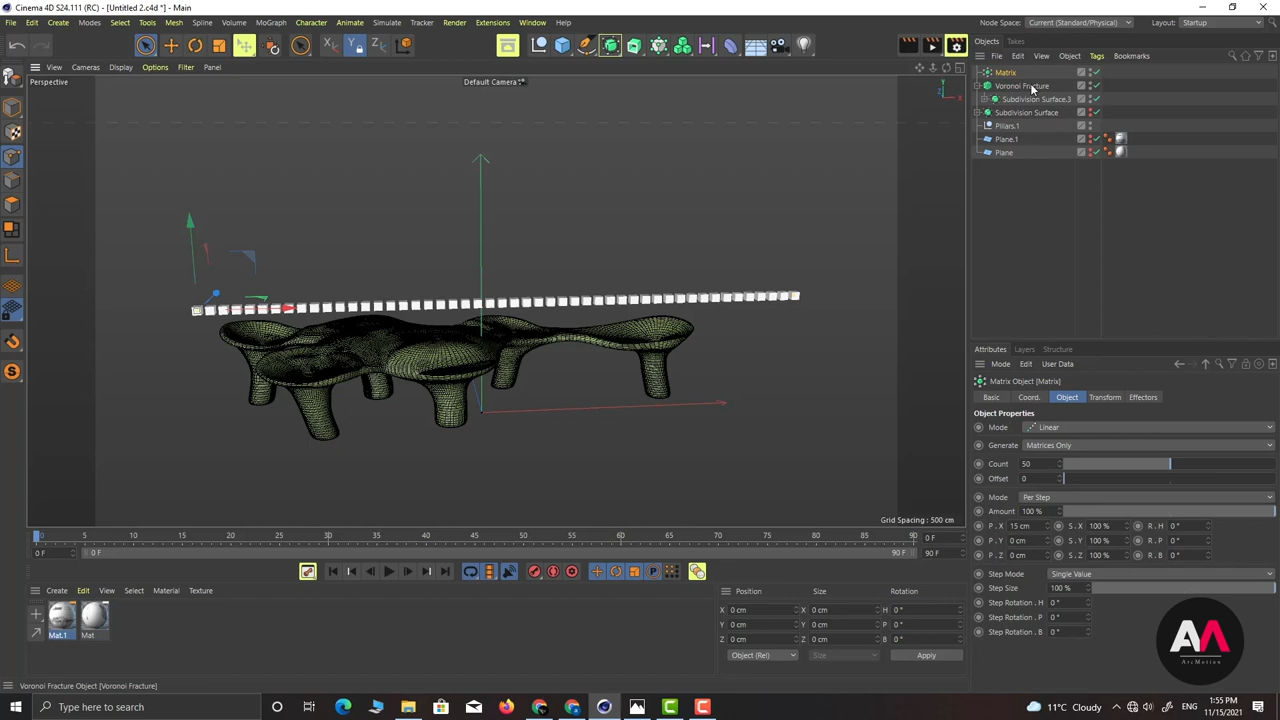 Cinema 4D S24.111 (RC) - [Untitled 2.c4d *] - Main
File Edit Create Modes Select Tools Mesh Spline Volume MoGraph Character Animate Simulate Tracker Render Extensions Window Help
Node Space: Current (Standard/Physical) Layout: Startup
Objects Takes
File Edit View Object Tags Bookmarks
View Cameras Display Options Filter Panel
Perspective
Default Camera
Matrix
Voronoi Fracture
Subdivision Surface.3
Subdivision Surface
Pillars.1
Plane.1
Plane
Grid Spacing : 500 cm
Attributes Layers Structure
Mode Edit User Data
Matrix Object [Matrix]
Basic Coord. Object Transform Effectors
Object Properties
Mode Linear
Generate Matrices Only
Count 50
Offset 0
Mode Per Step
Amount 100 %
P . X 15 cm S . X 100 % R . H 0 °
P . Y 0 cm S . Y 100 % R . P 0 °
P . Z 0 cm S . Z 100 % R . B 0 °
Step Mode Single Value
Step Size 100 %
Step Rotation . H 0 °
Step Rotation . P 0 °
Step Rotation . B 0 °
0 5 10 15 20 25 30 35 40 45 50 55 60 65 70 75 80 85 90 0 F
0 F 0 F 90 F 90 F
Create Edit View Select Material Texture
Mat.1 Mat
Position Size Rotation
X 0 cm X 0 cm H 0 °
Y 0 cm Y 0 cm P 0 °
Z 0 cm Z 0 cm B 0 °
Object (Rel) Size Apply
ArcMotion
Voronoi Fracture Object [Voronoi Fracture]
Type here to search
11°C Cloudy
1:55 PM
11/15/2021